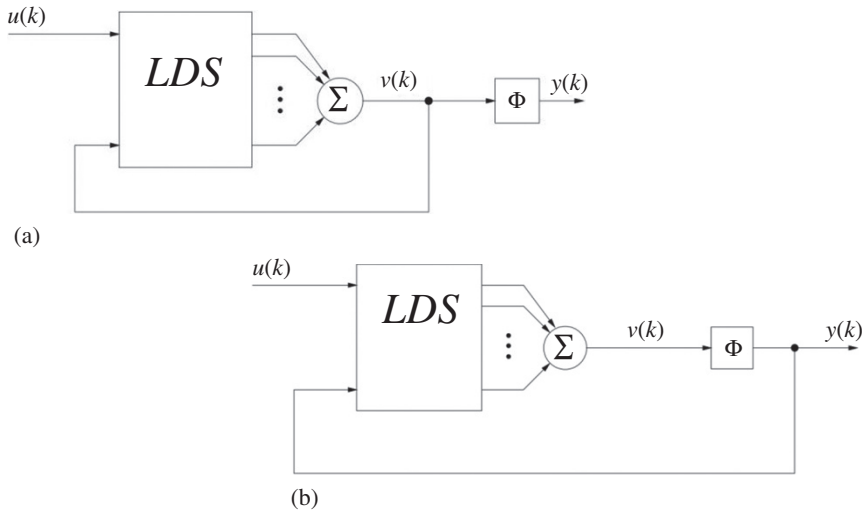 u(k)
LDS
Σ
v(k)
Φ
y(k)
(a)
u(k)
LDS
Σ
v(k)
Φ
y(k)
(b)